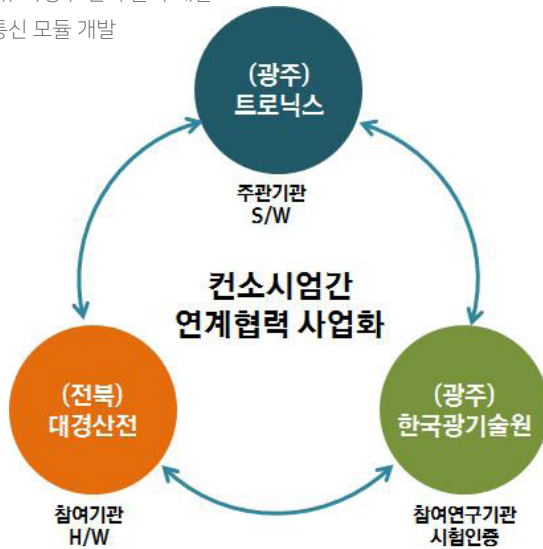 통신 모듈 개발
(광주)
트로닉스
주관기관
S/W
컨소시엄간
연계협력 사업화
(전북)
대경산전
참여기관
H/W
(광주)
한국광기술원
참여연구기관
시험인증